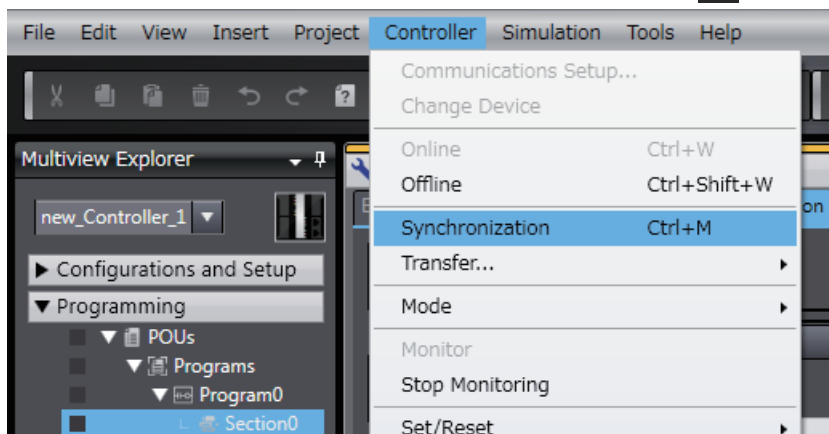 File Edit View Insert Project Controller Simulation Tools Help
Communications Setup...
Change Device
Online Ctrl+W
Offline Ctrl+Shift+W
Synchronization Ctrl+M
Transfer...
Mode
Monitor
Stop Monitoring
Set/Reset
Multiview Explorer
new_Controller_1
Configurations and Setup
Programming
POUs
Programs
Program0
Section0
on